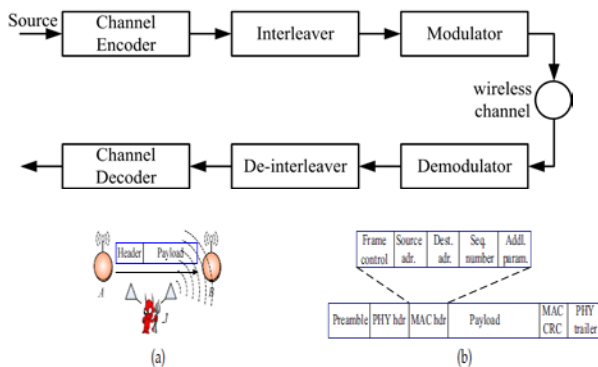 Source
Channel
Encoder
Interleaver
Modulator
wireless
channel
Channel
Decoder
De-interleaver
Demodulator
Header Payload
A
B
J
(a)
Frame
control
Source
adr.
Dest.
adr.
Seq.
number
Addl.
param.
Preamble
PHY hdr
MAC hdr
Payload
MAC
CRC
PHY
trailer
(b)